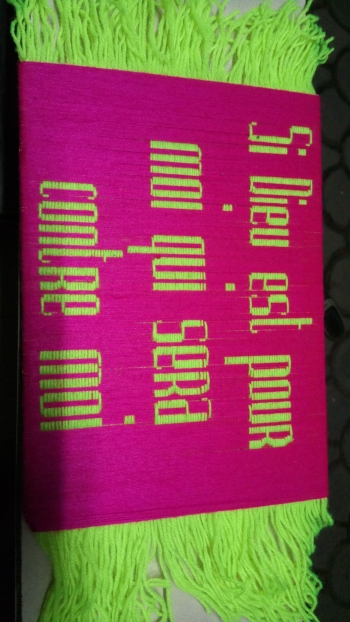 Si Dieu est pour
moi qui sera
contre moi